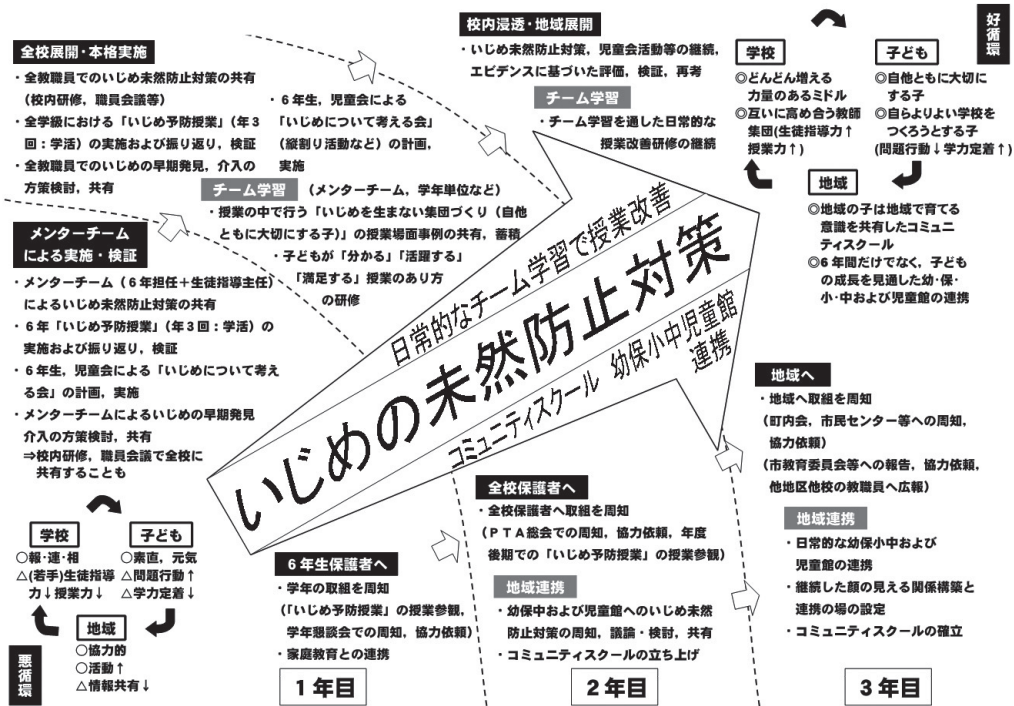 全校展開・本格実施
・全教職員でのいじめ未然防止対策の共有
（校内研修，職員会議等）
・全学級における「いじめ予防授業」（年３
回：学活）の実施および振り返り，検証
・全教職員でのいじめの早期発見，介入の
方策検討，共有
・６年生，児童会による
「いじめについて考える会」
（縦割り活動など）の計画，
実施
校内浸透・地域展開
・いじめ未然防止対策，児童会活動等の継続，
エビデンスに基づいた評価，検証，再考
チーム学習
・チーム学習を通した日常的な
授業改善研修の継続
好循環
学校
◎どんどん増える
力量のあるミドル
◎互いに高め合う教師
集団(生徒指導力↑
授業力↑)
子ども
◎自他ともに大切に
する子
◎自らよりよい学校を
つくろうとする子
(問題行動↓学力定着↑)
地域
◎地域の子は地域で育てる
意識を共有したコミュニ
ティスクール
◎６年間だけでなく，子ども
の成長を見通した幼・保・
小・中および児童館の連携
チーム学習（メンターチーム，学年単位など）
・授業の中で行う「いじめを生まない集団づくり（自他
ともに大切にする子）」の授業場面事例の共有，蓄積
・子どもが「分かる」「活躍する」
「満足する」授業のあり方
の研修
メンターチーム
による実施・検証
・メンターチーム（６年担任＋生徒指導主任）
によるいじめ未然防止対策の共有
・６年「いじめ予防授業」（年３回：学活）の
実施および振り返り，検証
・６年生，児童会による「いじめについて考え
る会」の計画，実施
・メンターチームによるいじめの早期発見
介入の方策検討，共有
⇒校内研修，職員会議で全校に
共有することも
日常的なチーム学習で授業改善
いじめの未然防止対策
コミュニティスクール 幼保小中児童館
連携
学校
○報・連・相
△(若手)生徒指導
力↓授業力↓
子ども
○素直，元気
△問題行動↑
△学力定着↓
地域
○協力的
○活動↑
△情報共有↓
悪循環
６年生保護者へ
・学年の取組を周知
（「いじめ予防授業」の授業参観，
学年懇談会での周知，協力依頼）
・家庭教育との連携
１年目
全校保護者へ
・全校保護者へ取組を周知
（ＰＴＡ総会での周知，協力依頼，年度
後期での「いじめ予防授業」の授業参観）
地域連携
・幼保中および児童館へのいじめ未然
防止対策の周知，議論・検討，共有
・コミュニティスクールの立ち上げ
２年目
地域へ
・地域へ取組を周知
（町内会，市民センター等への周知，
協力依頼）
（市教育委員会等への報告，協力依頼，
他地区他校の教職員へ広報）
地域連携
・日常的な幼保小中および
児童館の連携
・継続した顔の見える関係構築と
連携の場の設定
・コミュニティスクールの確立
３年目